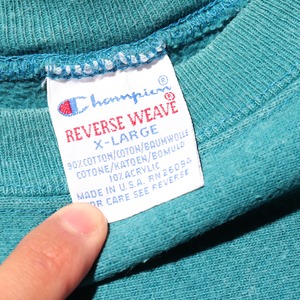 Champion
REVERSE WEAVE
X-LARGE
90%COTTON/COTON/BAUMWOLLE
COTONE/KATOEN/BOMULD
10% ACRYLIC
MADE IN U.S.A. RN 26094
OR CARE SEE REVERSE